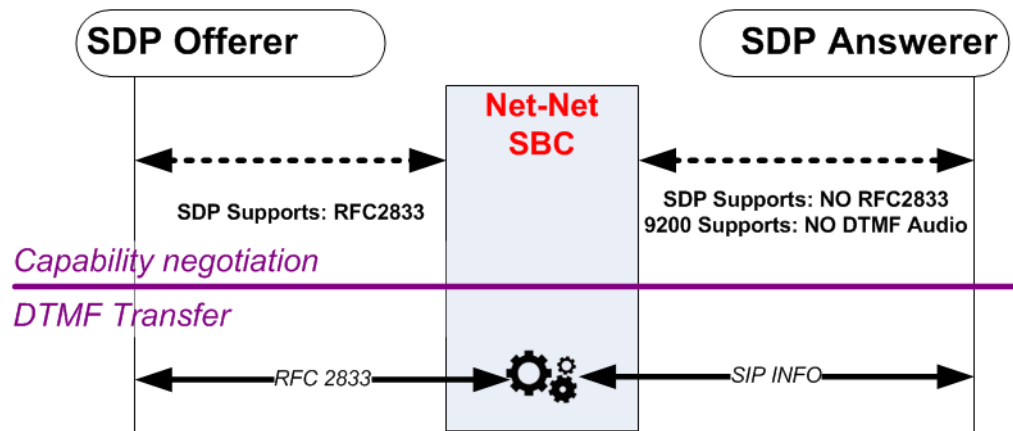 SDP Offerer
SDP Answerer
Net-Net
SBC
SDP Supports: RFC2833
SDP Supports: NO RFC2833
9200 Supports: NO DTMF Audio
Capability negotiation
DTMF Transfer
RFC 2833
SIP INFO